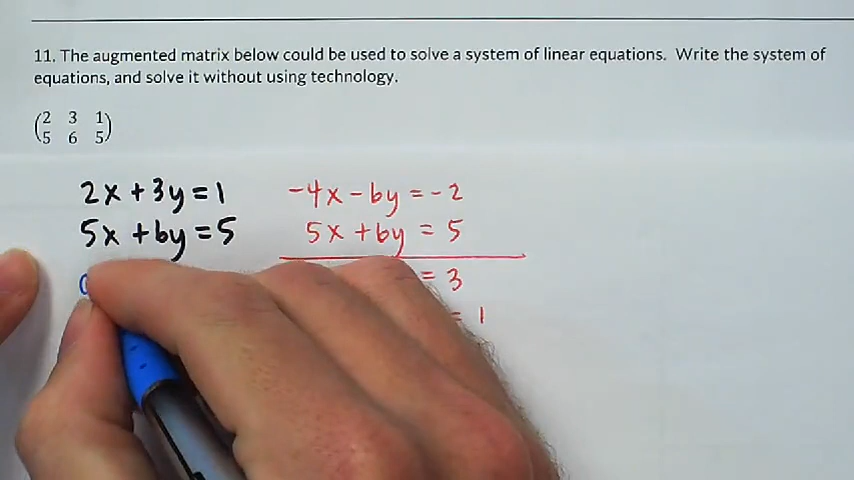 11. The augmented matrix below could be used to solve a system of linear equations. Write the system of
equations, and solve it without using technology.
(2 3 1
5 6 5)
2x + 3y = 1
5x + 6y = 5
-4x - 6y = -2
5x + 6y = 5
= 3
= 1